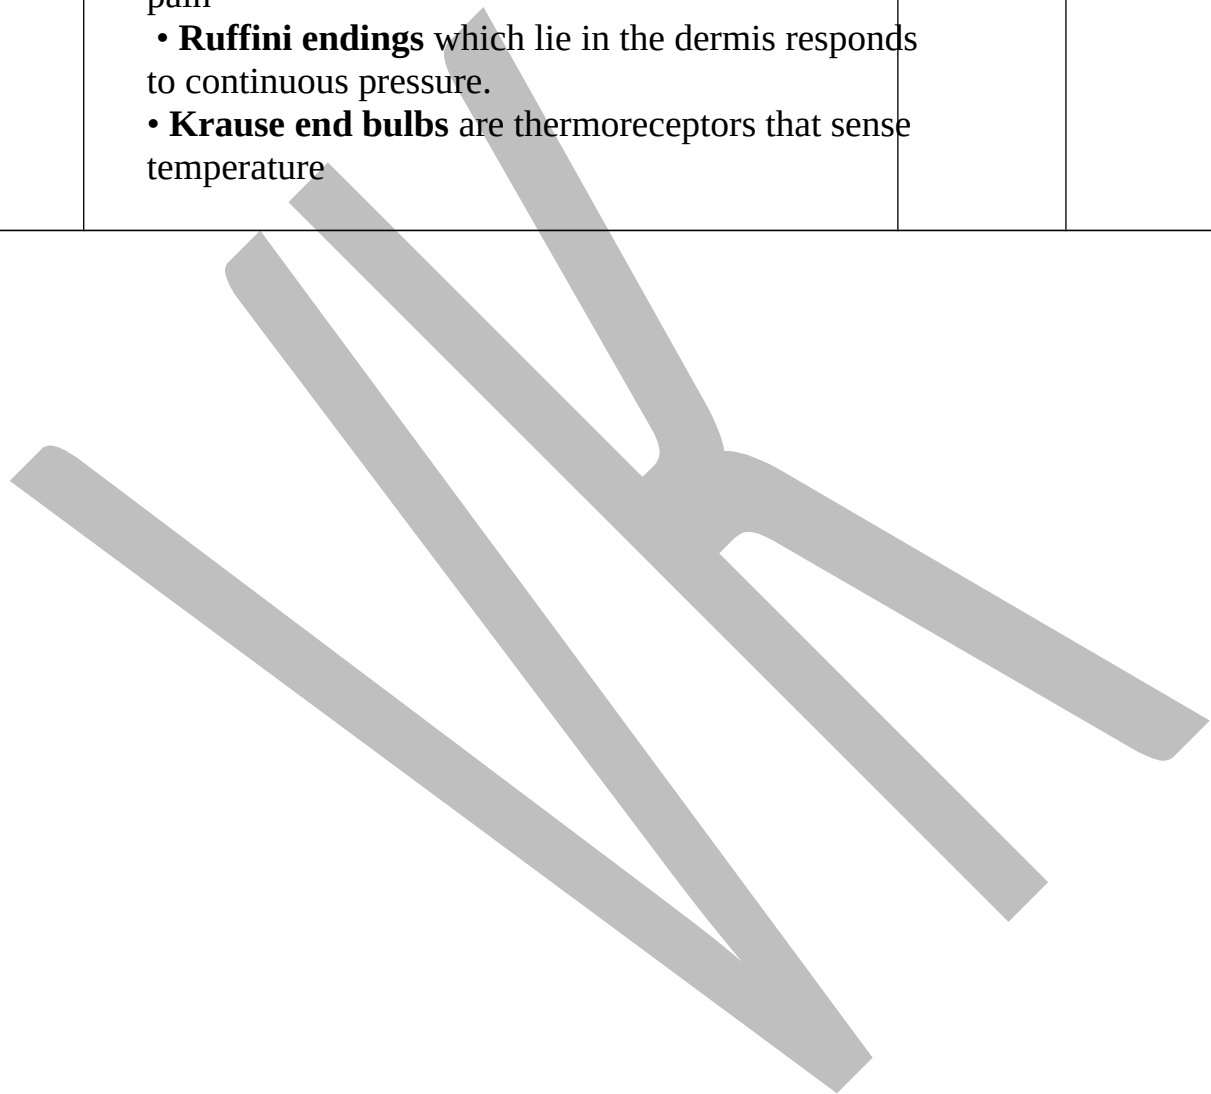 pain
• Ruffini endings which lie in the dermis responds
to continuous pressure.
• Krause end bulbs are thermoreceptors that sense
temperature